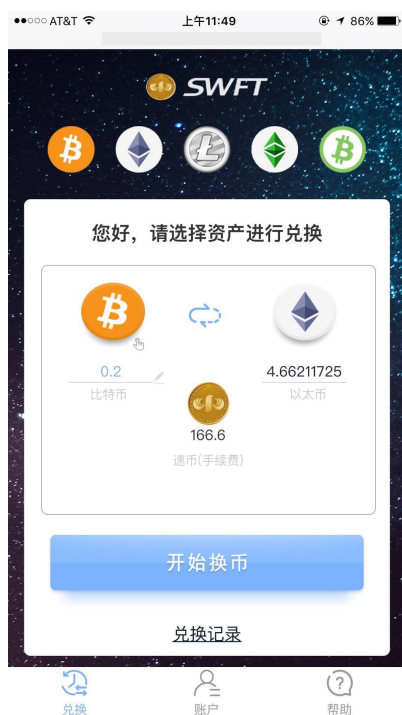 AT&T 上午11:49 86%
SWFT
您好，请选择资产进行兑换
0.2 4.66211725
比特币 以太币
166.6
速币(手续费)
开始换币
兑换记录
兑换 账户 帮助